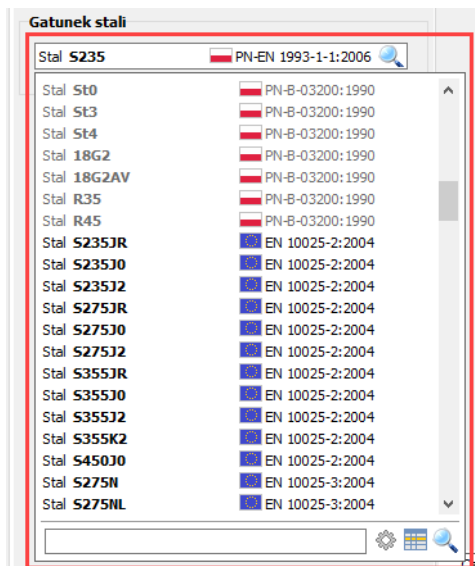 Gatunek stali
Stal S235 PN-EN 1993-1-1:2006
Stal St0 PN-B-03200:1990
Stal St3 PN-B-03200:1990
Stal St4 PN-B-03200:1990
Stal 18G2 PN-B-03200:1990
Stal 18G2AV PN-B-03200:1990
Stal R35 PN-B-03200:1990
Stal R45 PN-B-03200:1990
Stal S235JR EN 10025-2:2004
Stal S235J0 EN 10025-2:2004
Stal S235J2 EN 10025-2:2004
Stal S275JR EN 10025-2:2004
Stal S275J0 EN 10025-2:2004
Stal S275J2 EN 10025-2:2004
Stal S355JR EN 10025-2:2004
Stal S355J0 EN 10025-2:2004
Stal S355J2 EN 10025-2:2004
Stal S355K2 EN 10025-2:2004
Stal S450J0 EN 10025-2:2004
Stal S275N EN 10025-3:2004
Stal S275NL EN 10025-3:2004